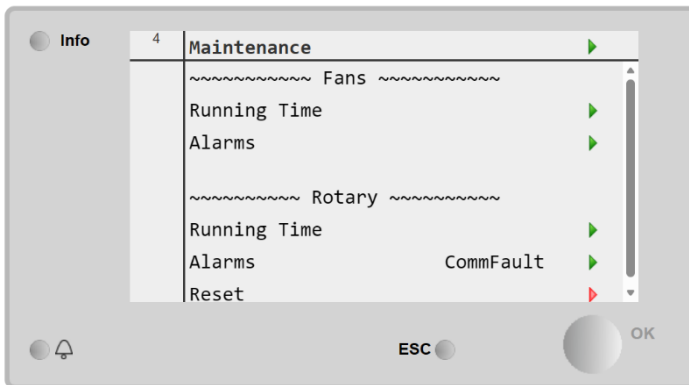 Info
4 Maintenance
~~~~~~~~~~~ Fans ~~~~~~~~~~~
Running Time
Alarms
~~~~~~~~~~ Rotary ~~~~~~~~~~
Running Time
Alarms CommFault
Reset
ESC
OK